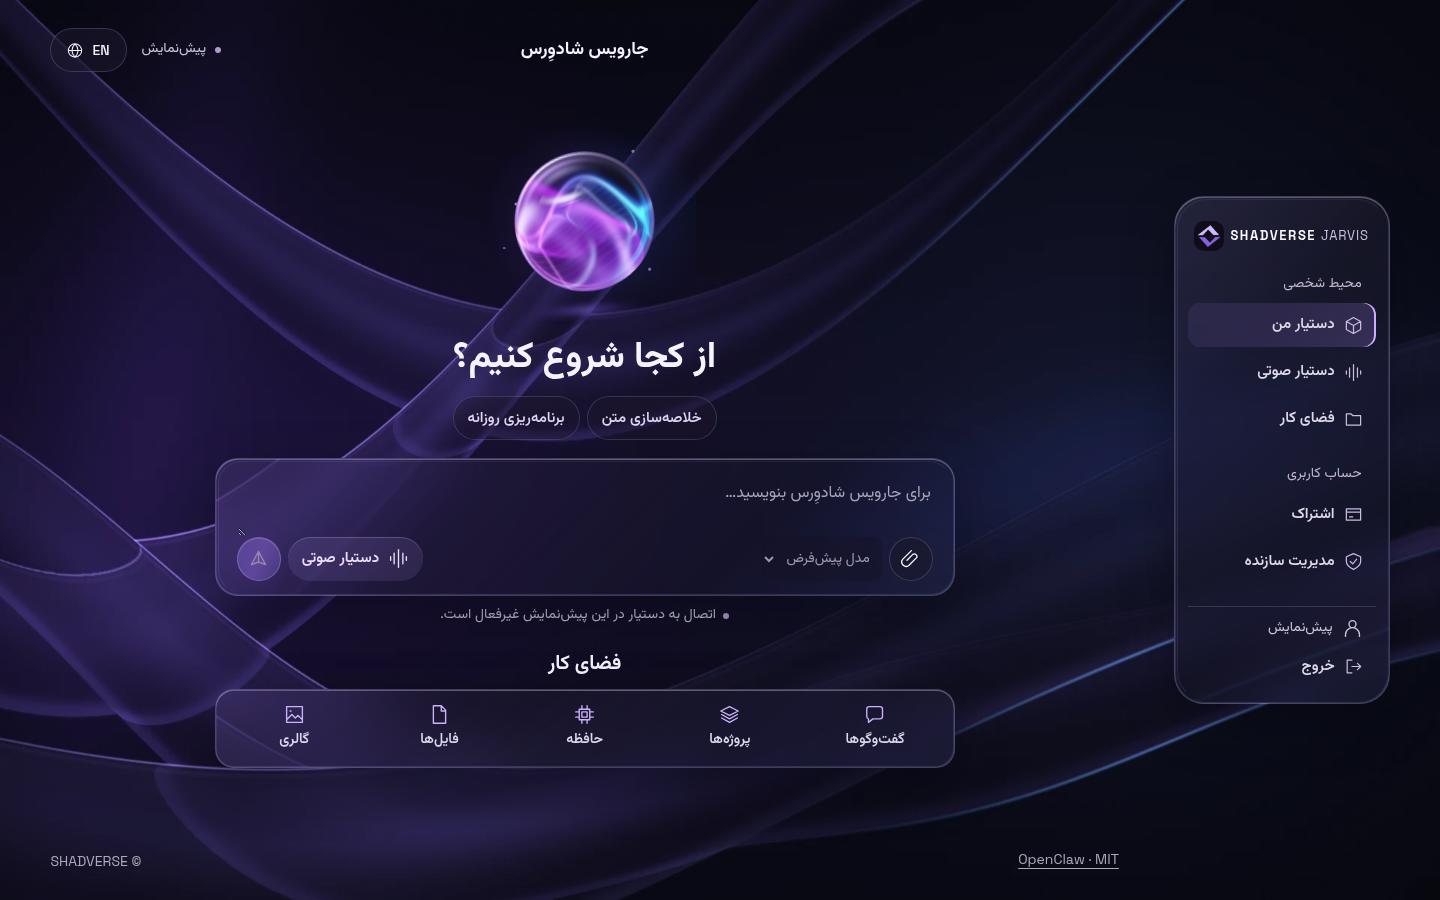 جارویس شادوِرس
پیش‌نمایش
EN
SHADVERSE JARVIS
محیط شخصی
دستیار من
دستیار صوتی
فضای کار
حساب کاربری
اشتراک
مدیریت سازنده
پیش‌نمایش
خروج
از کجا شروع کنیم؟
خلاصه‌سازی متن
برنامه‌ریزی روزانه
برای جارویس شادوِرس بنویسید...
مدل پیش‌فرض
دستیار صوتی
اتصال به دستیار در این پیش‌نمایش غیرفعال است.
فضای کار
گفت‌وگوها
پروژه‌ها
حافظه
فایل‌ها
گالری
OpenClaw · MIT
SHADVERSE ©